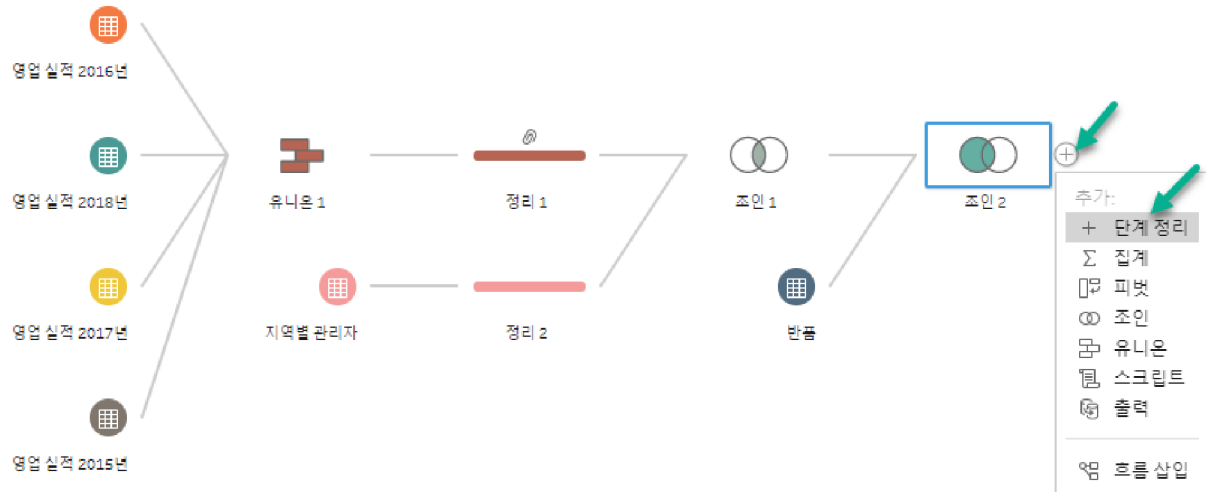 영업 실적 2016년
영업 실적 2018년
유니온 1
정리 1
조인 1
조인 2
영업 실적 2017년
지역별 관리자
정리 2
반품
영업 실적 2015년
추가:
단계 정리
집계
피벗
조인
유니온
스크립트
출력
흐름 삽입